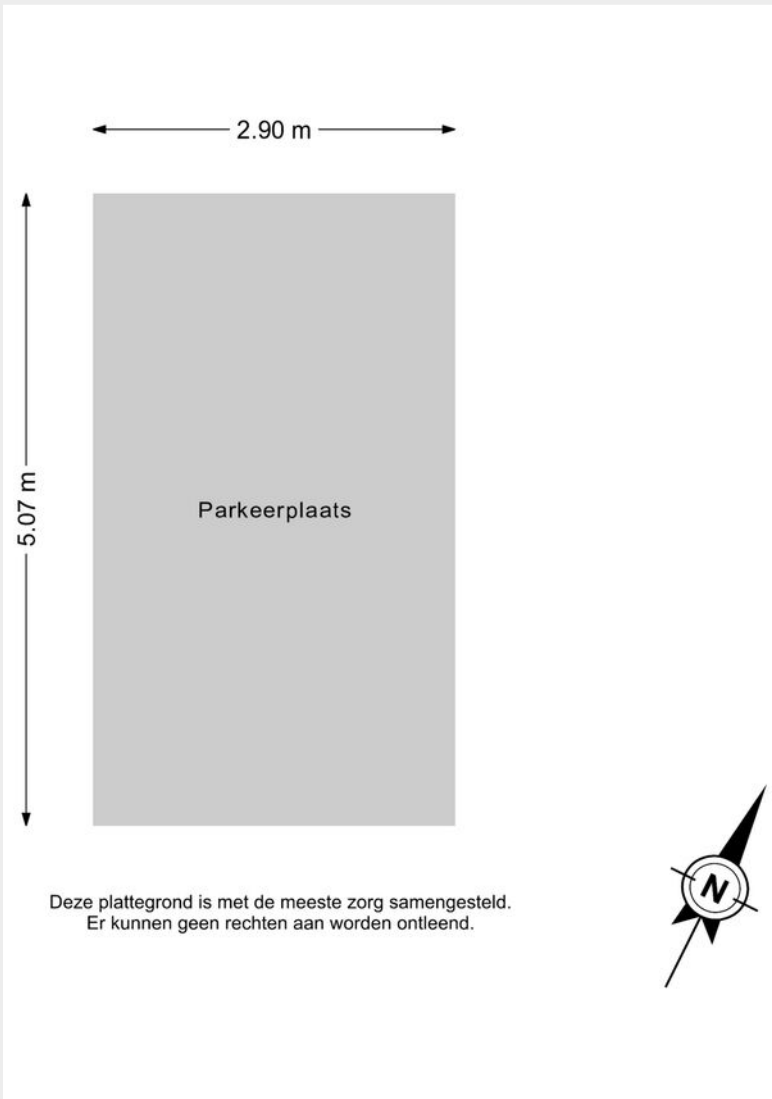 2.90 m
5.07 m
Parkeerplaats
Deze plattegrond is met de meeste zorg samengesteld.
Er kunnen geen rechten aan worden ontleend.
N